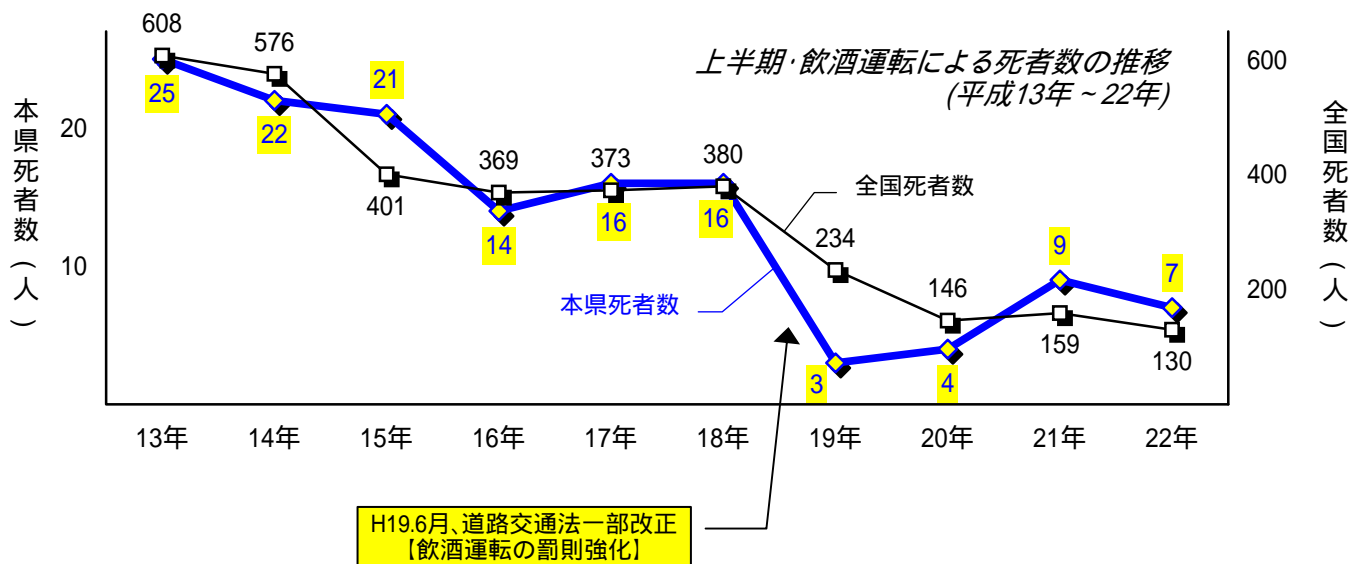 上半期・飲酒運転による死者数の推移
(平成13年～22年)
本県死者数(人)
20
10
全国死者数(人)
600
400
200
608
576
401
369
373
380
234
146
159
130
25
22
21
14
16
16
3
4
9
7
全国死者数
本県死者数
13年
14年
15年
16年
17年
18年
19年
20年
21年
22年
H19.6月、道路交通法一部改正
【飲酒運転の罰則強化】